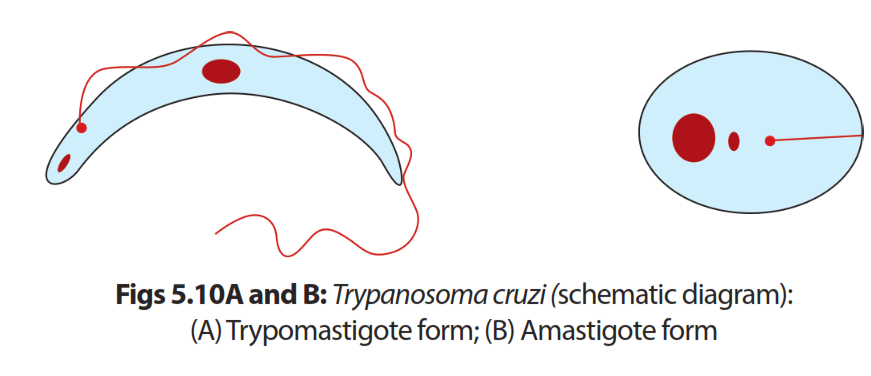 Figs 5.10A and B: Trypanosoma cruzi (schematic diagram):
(A) Trypomastigote form; (B) Amastigote form